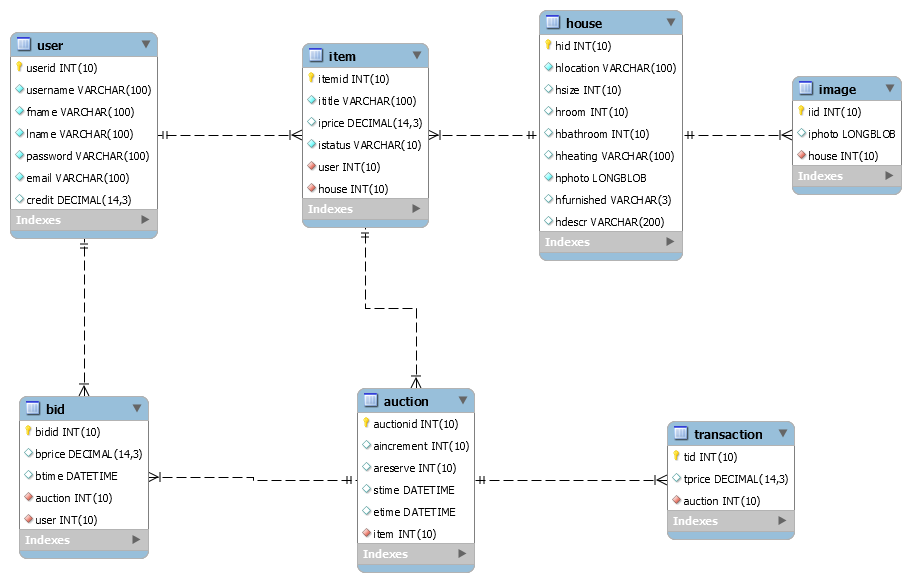 user
userid INT(10)
username VARCHAR(100)
fname VARCHAR(100)
lname VARCHAR(100)
password VARCHAR(100)
email VARCHAR(100)
credit DECIMAL(14,3)
Indexes
item
itemid INT(10)
ititle VARCHAR(100)
iprice DECIMAL(14,3)
istatus VARCHAR(10)
user INT(10)
house INT(10)
Indexes
house
hid INT(10)
hlocation VARCHAR(100)
hsize INT(10)
hroom INT(10)
hbathroom INT(10)
hheating VARCHAR(100)
hphoto LONGBLOB
hfurnished VARCHAR(3)
hdescr VARCHAR(200)
Indexes
image
iid INT(10)
iphoto LONGBLOB
house INT(10)
Indexes
bid
bidid INT(10)
bprice DECIMAL(14,3)
btime DATETIME
auction INT(10)
user INT(10)
Indexes
auction
auctionid INT(10)
aincrement INT(10)
areserve INT(10)
stime DATETIME
etime DATETIME
item INT(10)
Indexes
transaction
tid INT(10)
tprice DECIMAL(14,3)
auction INT(10)
Indexes